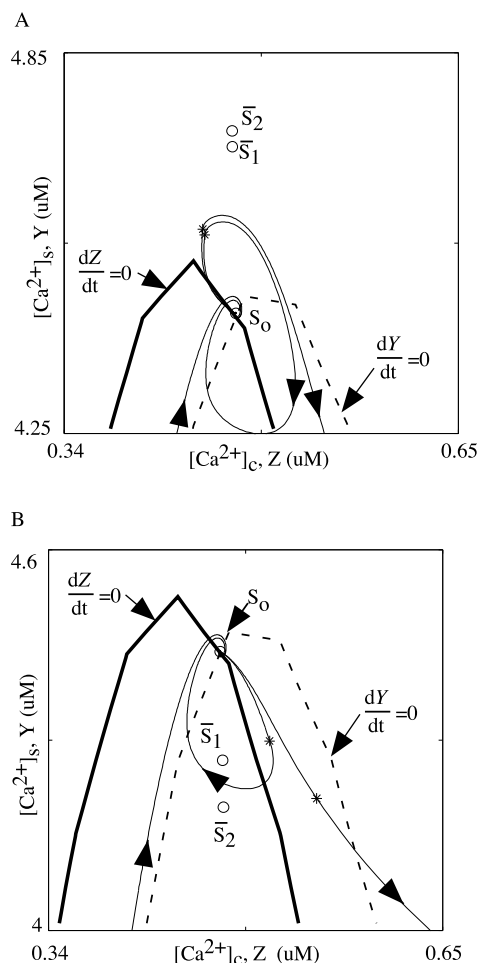 A
4.85
S̄2
S̄1
[Ca2+]s, Y (uM)
dZ
dt =0
So
dY
dt =0
4.25
0.34
0.65
[Ca2+]c, Z (uM)
B
4.6
dZ
dt =0
So
[Ca2+]s, Y (uM)
dY
dt =0
S̄1
S̄2
4
0.34
0.65
[Ca2+]c, Z (uM)